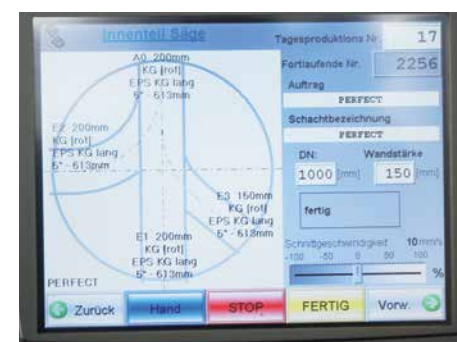 Innenteil Säge
Tagesproduktions Nr. 17
Fortlaufende Nr. 2256
Auftrag
PERFECT
Schachtbezeichnung
PERFECT
DN: Wandstärke
1000 [mm] 150 [mm]
fertig
Schnittgeschwindigkeit 10 mm/s
-100 -50 0 50 100
%
A0 200mm
KG [rot]
EPS KG lang
5° - 613mm
E2 200mm
KG [rot]
EPS KG lang
5° - 613mm
E3 150mm
KG [rot]
EPS KG lang
5° - 618mm
E1 200mm
KG [rot]
EPS KG lang
5° - 613mm
PERFECT
Zurück Hand STOP FERTIG Vorw.